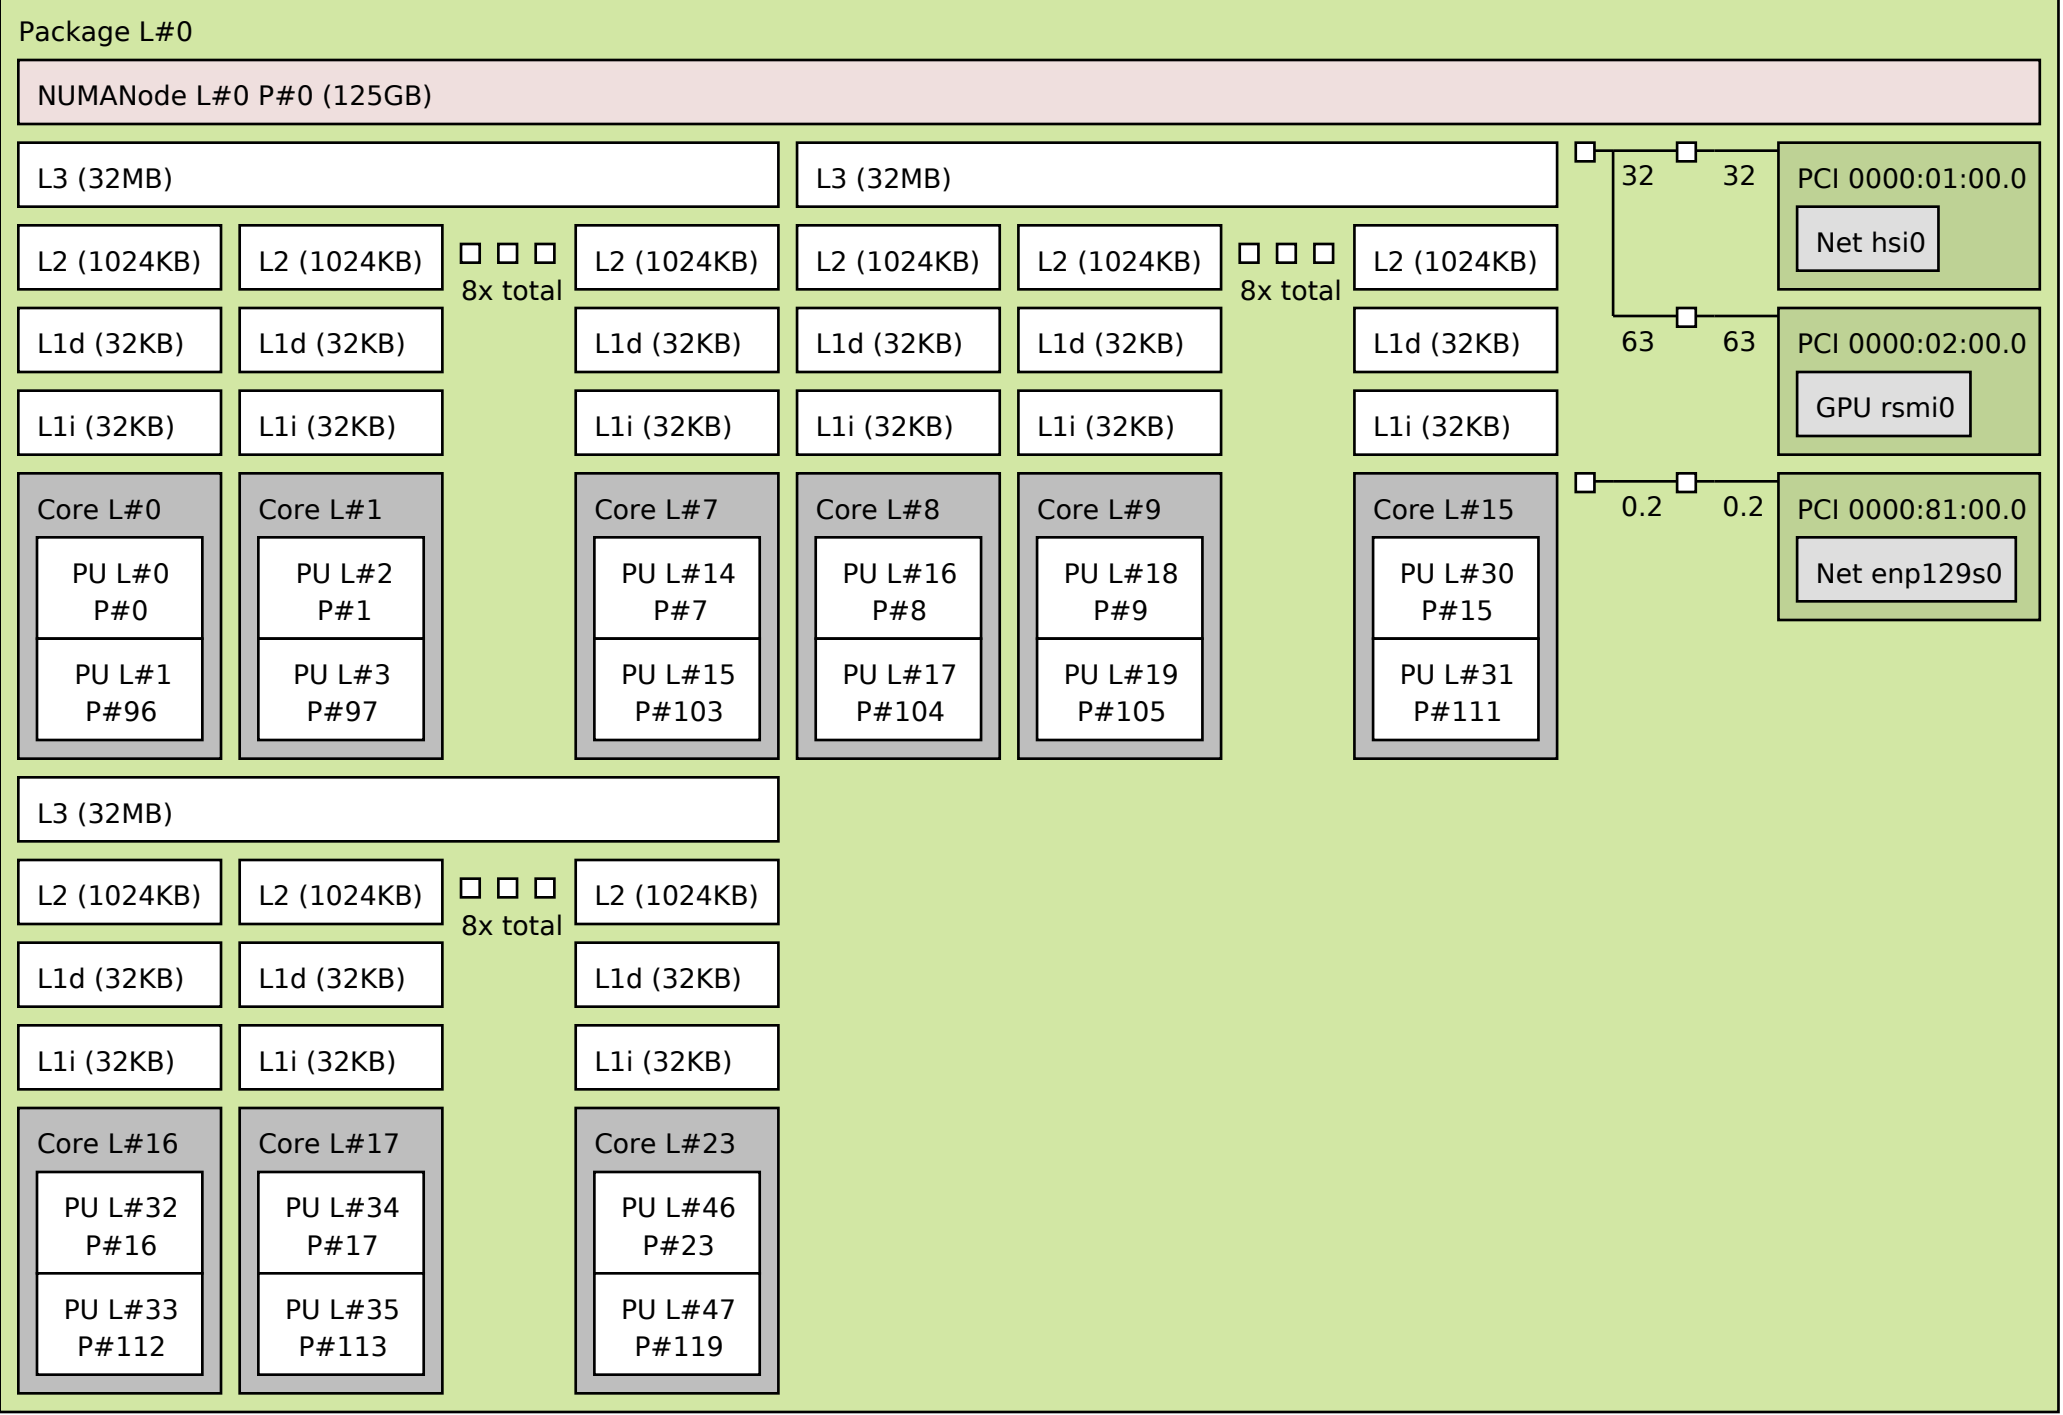 Package L#0
NUMANode L#0 P#0 (125GB)
L3 (32MB)
L3 (32MB)
32
32
PCI 0000:01:00.0
Net hsi0
L2 (1024KB)
L2 (1024KB)
8x total
L2 (1024KB)
L2 (1024KB)
L2 (1024KB)
8x total
L2 (1024KB)
L1d (32KB)
L1d (32KB)
L1d (32KB)
L1d (32KB)
L1d (32KB)
L1d (32KB)
63
63
PCI 0000:02:00.0
GPU rsmi0
L1i (32KB)
L1i (32KB)
L1i (32KB)
L1i (32KB)
L1i (32KB)
L1i (32KB)
Core L#0
PU L#0
P#0
PU L#1
P#96
Core L#1
PU L#2
P#1
PU L#3
P#97
Core L#7
PU L#14
P#7
PU L#15
P#103
Core L#8
PU L#16
P#8
PU L#17
P#104
Core L#9
PU L#18
P#9
PU L#19
P#105
Core L#15
PU L#30
P#15
PU L#31
P#111
0.2
0.2
PCI 0000:81:00.0
Net enp129s0
L3 (32MB)
L2 (1024KB)
L2 (1024KB)
8x total
L2 (1024KB)
L1d (32KB)
L1d (32KB)
L1d (32KB)
L1i (32KB)
L1i (32KB)
L1i (32KB)
Core L#16
PU L#32
P#16
PU L#33
P#112
Core L#17
PU L#34
P#17
PU L#35
P#113
Core L#23
PU L#46
P#23
PU L#47
P#119